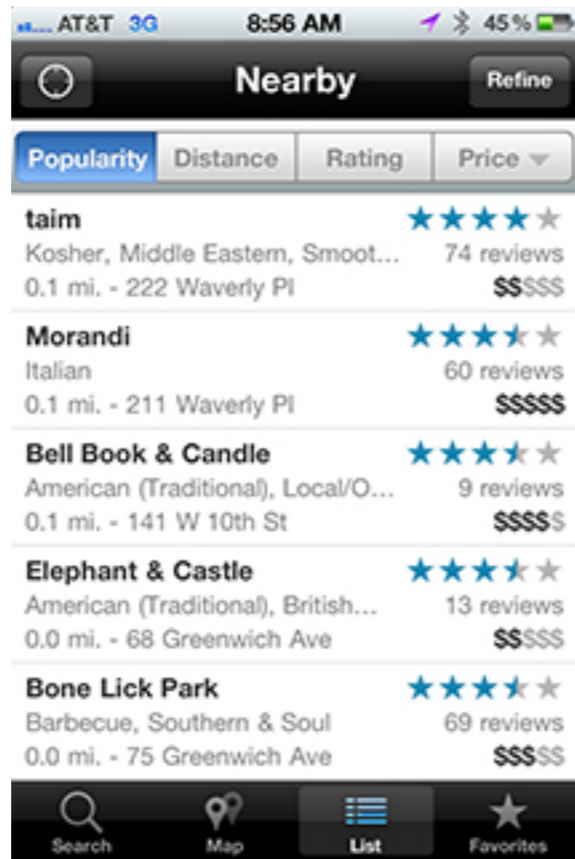 AT&T 3G 8:56 AM 45%
Nearby Refine
Popularity Distance Rating Price
taim
Kosher, Middle Eastern, Smoot... 74 reviews
0.1 mi. - 222 Waverly Pl $$$$$
Morandi
Italian 60 reviews
0.1 mi. - 211 Waverly Pl $$$$$
Bell Book & Candle
American (Traditional), Local/O... 9 reviews
0.1 mi. - 141 W 10th St $$$$$
Elephant & Castle
American (Traditional), British... 13 reviews
0.0 mi. - 68 Greenwich Ave $$$$$
Bone Lick Park
Barbecue, Southern & Soul 69 reviews
0.0 mi. - 75 Greenwich Ave $$$$$
Search Map List Favorites